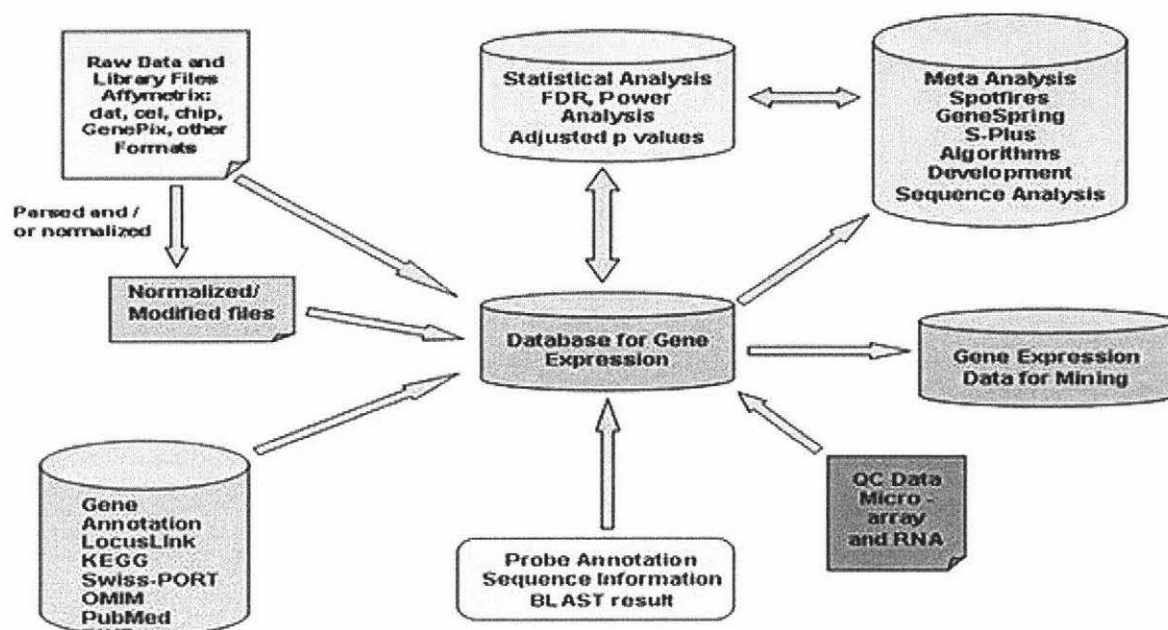 Raw Data and
Library Files
Affymetrix:
dat, cel, chip,
GenePix, other
Formats
Statistical Analysis
FDR, Power
Analysis
Adjusted p values
Meta Analysis
Spotfires
GeneSpring
S-Plus
Algorithms
Development
Sequence Analysis
Parsed and /
or normalized
Normalized/
Modified files
Database for Gene
Expression
Gene Expression
Data for Mining
Gene
Annotation
LocusLink
KEGG
Swiss-PORT
OMIM
PubMed
Probe Annotation
Sequence Information
BLAST result
QC Data
Micro -
array
and RNA